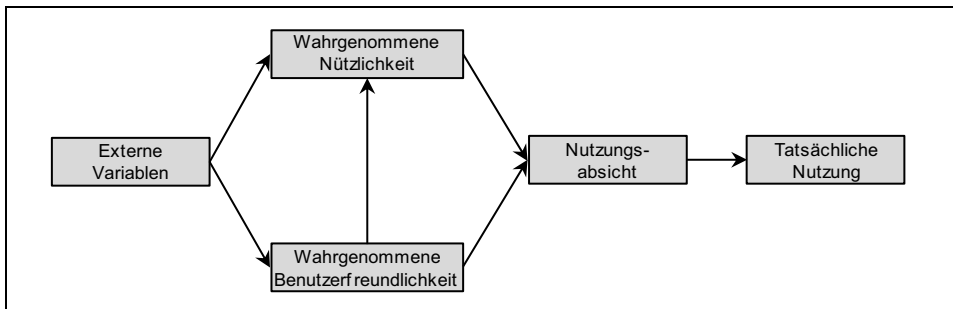 Wahrgenommene
Nützlichkeit
Externe
Variablen
Nutzungs-
absicht
Tatsächliche
Nutzung
Wahrgenommene
Benutzerfreundlichkeit